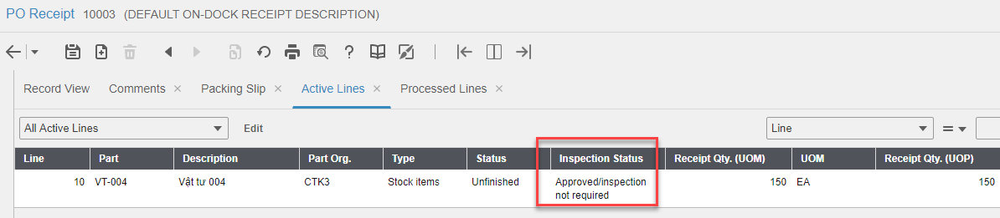 PO Receipt 10003 (DEFAULT ON-DOCK RECEIPT DESCRIPTION)
Record View Comments Packing Slip Active Lines Processed Lines
All Active Lines Edit Line
Line Part Description Part Org. Type Status Inspection Status Receipt Qty. (UOM) UOM Receipt Qty. (UOP)
10 VT-004 Vật tư 004 CTK3 Stock items Unfinished Approved/inspection 150 EA 150
not required